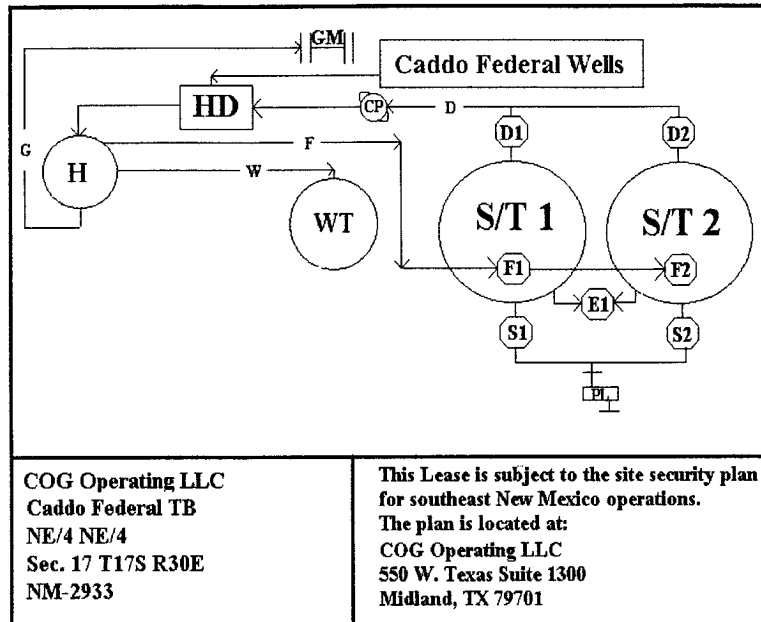 GM
Caddo Federal Wells
HD
CP
D
G
F
D1
D2
H
W
WT
S/T 1
S/T 2
F1
F2
E1
S1
S2
PL
COG Operating LLC
Caddo Federal TB
NE/4 NE/4
Sec. 17 T17S R30E
NM-2933
This Lease is subject to the site security plan
for southeast New Mexico operations.
The plan is located at:
COG Operating LLC
550 W. Texas Suite 1300
Midland, TX 79701